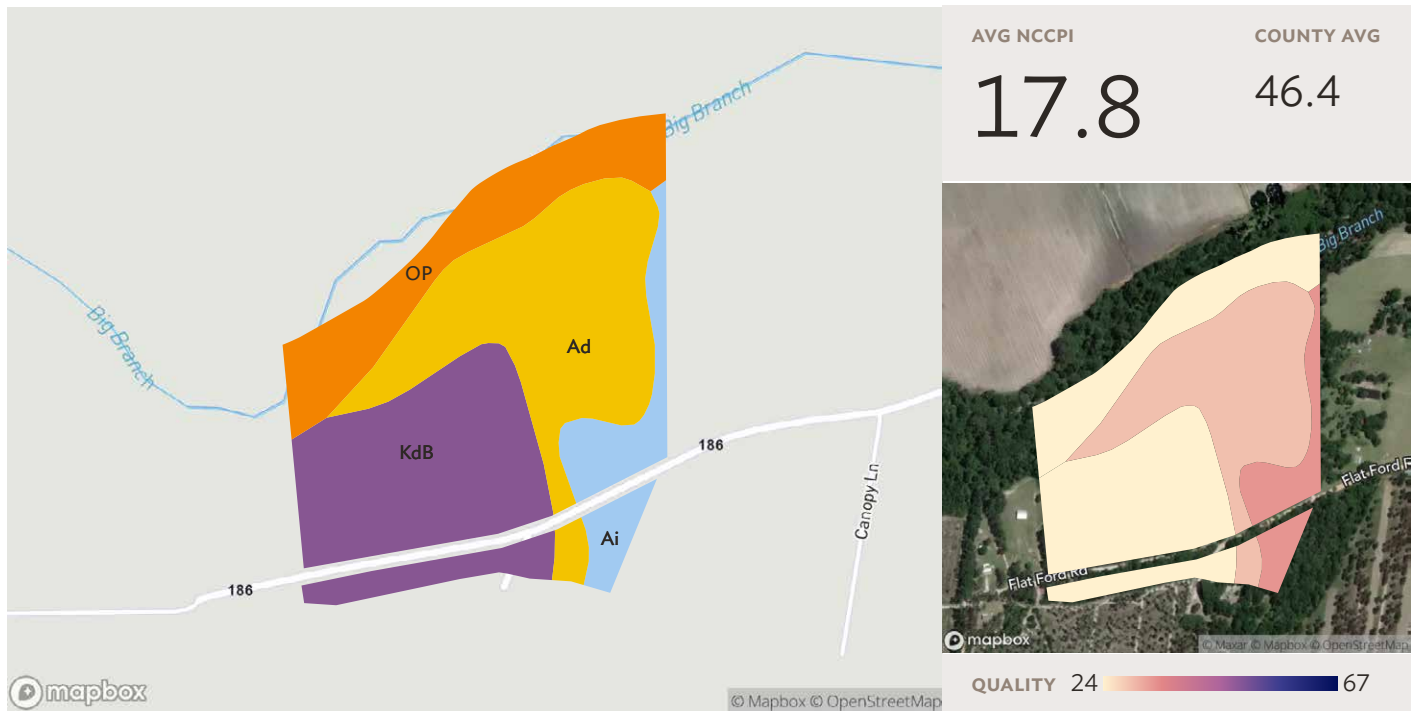 Big Branch
Big Branch
OP
Ad
KdB
186
Ai
186
Canopy Ln
mapbox
© Mapbox © OpenStreetMap
AVG NCCPI
COUNTY AVG
17.8
46.4
Big Branch
Flat Ford R
Flat Ford Rd
mapbox
© Maxar © Mapbox © OpenStreetMap
QUALITY 24 67